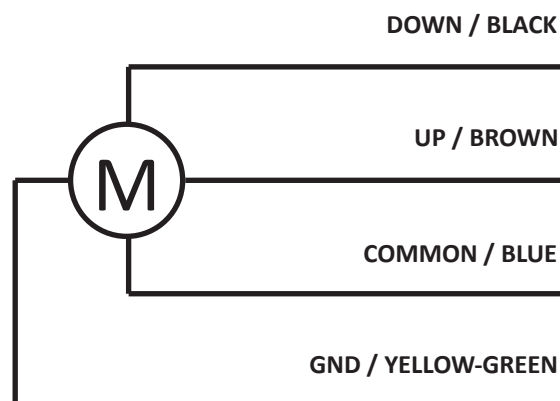 DOWN / BLACK
UP / BROWN
M
COMMON / BLUE
GND / YELLOW-GREEN